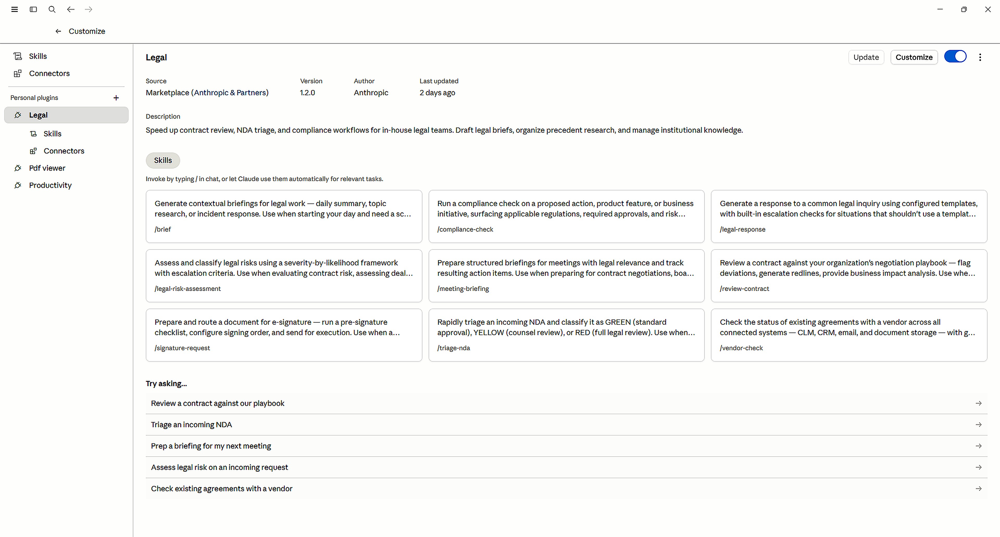 Customize
Skills
Connectors
Personal plugins
Legal
Skills
Connectors
Pdf viewer
Productivity
Legal
Update
Customize
Source
Version
Author
Last updated
Marketplace (Anthropic & Partners)
1.2.0
Anthropic
2 days ago
Description
Speed up contract review, NDA triage, and compliance workflows for in-house legal teams. Draft legal briefs, organize precedent research, and manage institutional knowledge.
Skills
Invoke by typing / in chat, or let Claude use them automatically for relevant tasks.
Generate contextual briefings for legal work — daily summary, topic
research, or incident response. Use when starting your day and need a sc...
/brief
Run a compliance check on a proposed action, product feature, or business
initiative, surfacing applicable regulations, required approvals, and risk...
/compliance-check
Generate a response to a common legal inquiry using configured templates,
with built-in escalation checks for situations that shouldn't use a templat...
/legal-response
Assess and classify legal risks using a severity-by-likelihood framework
with escalation criteria. Use when evaluating contract risk, assessing deal...
/legal-risk-assessment
Prepare structured briefings for meetings with legal relevance and track
resulting action items. Use when preparing for contract negotiations, boa...
/meeting-briefing
Review a contract against your organization's negotiation playbook — flag
deviations, generate redlines, provide business impact analysis. Use whe...
/review-contract
Prepare and route a document for e-signature — run a pre-signature
checklist, configure signing order, and send for execution. Use when a...
/signature-request
Rapidly triage an incoming NDA and classify it as GREEN (standard
approval), YELLOW (counsel review), or RED (full legal review). Use when...
/triage-nda
Check the status of existing agreements with a vendor across all
connected systems — CLM, CRM, email, and document storage — with g...
/vendor-check
Try asking...
Review a contract against our playbook
Triage an incoming NDA
Prep a briefing for my next meeting
Assess legal risk on an incoming request
Check existing agreements with a vendor